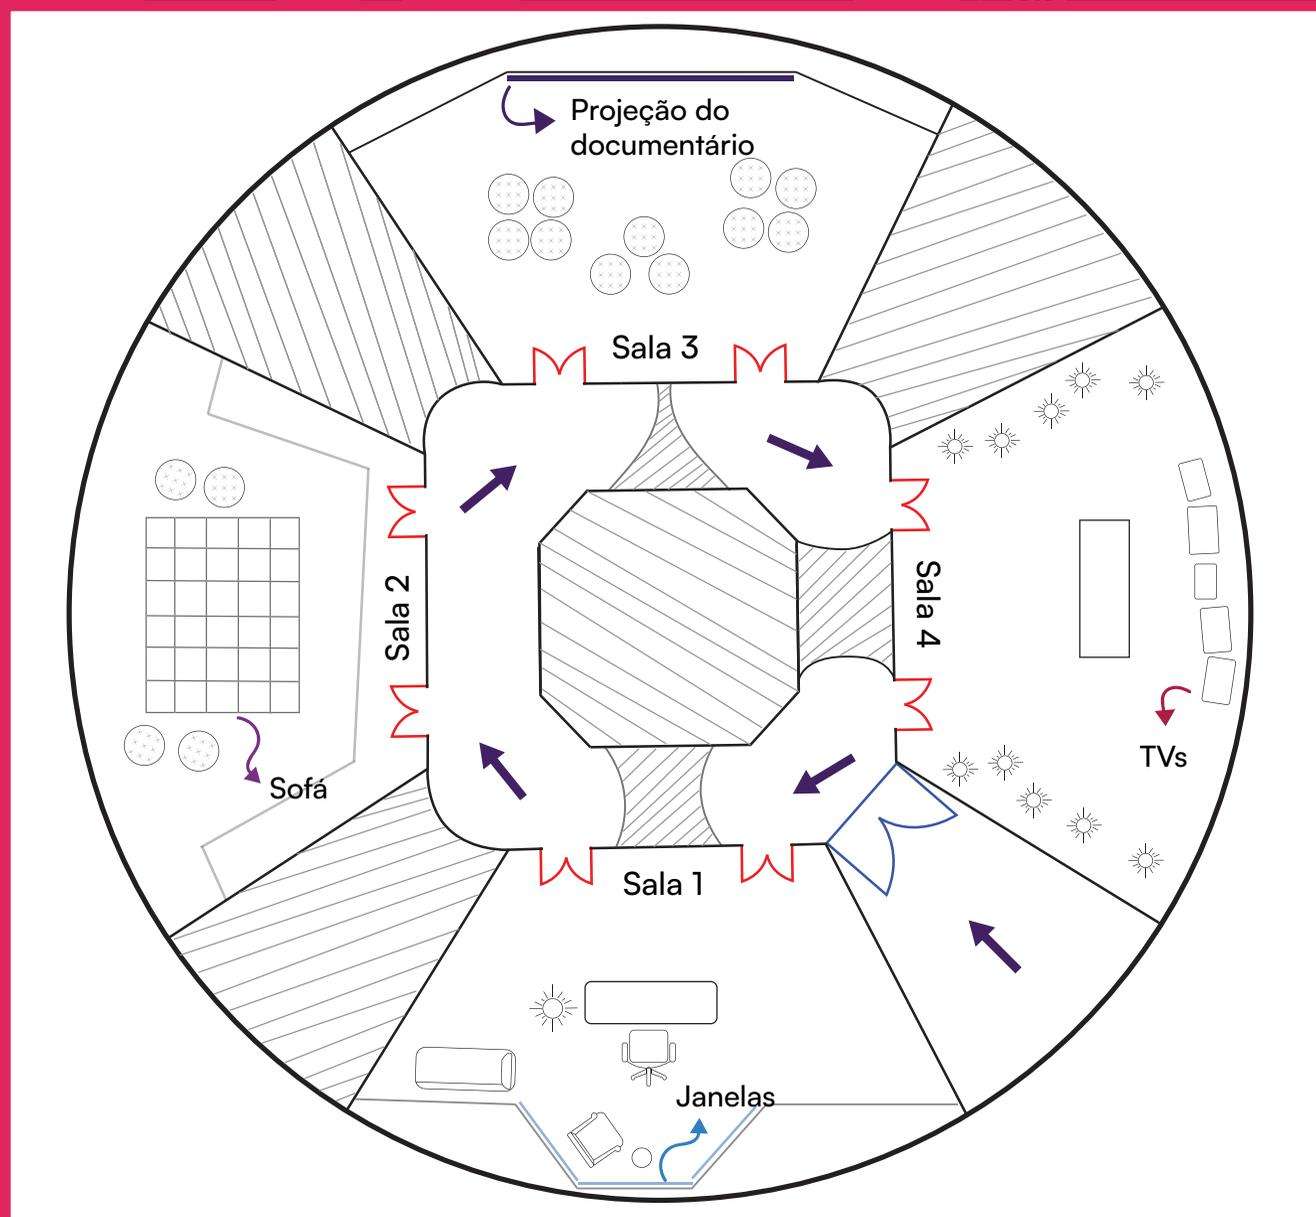 Projeção do
documentário
Sala 3
Sala 2
Sala 4
Sofá
TVs
Sala 1
Janelas